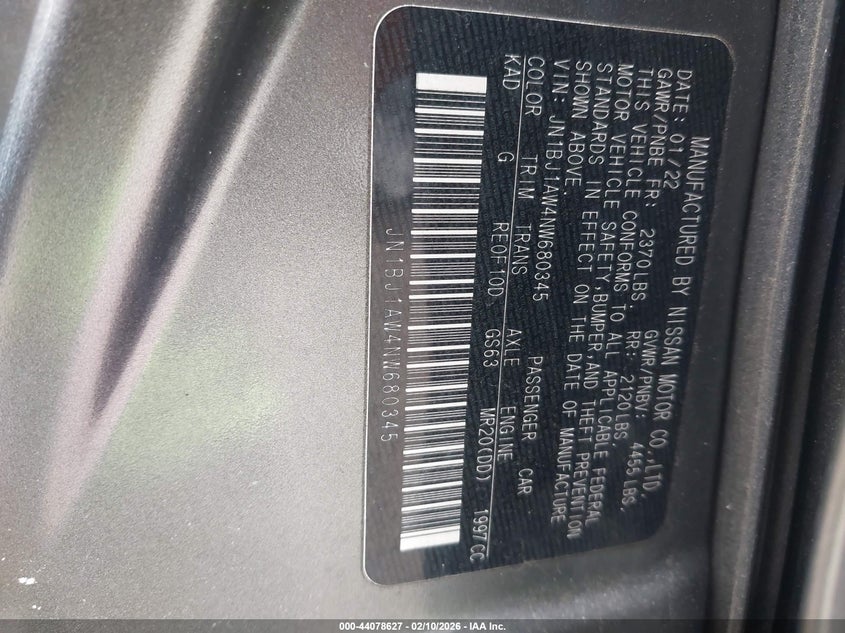 MANUFACTURED BY NISSAN MOTOR CO.,LTD.
DATE: 01/22 GVWR/PNBV: 4455LBS,
GAWR/PNBE FR: 2370LBS. RR: 2120LBS,
THIS VEHICLE CONFORMS TO ALL APPLICABLE FEDERAL
MOTOR VEHICLE SAFETY,BUMPER,AND THEFT PREVENTION
STANDARDS IN EFFECT ON THE DATE OF MANUFACTURE
SHOWN ABOVE.
VIN: JN1BJ1AW4NW680345 PASSENGER CAR
COLOR TRIM TRANS AXLE ENGINE
KAD G RE0F10D GS63 MR20(DD) 1997CC
JN1BJ1AW4NW680345
000-44078627 - 02/10/2026 - IAA Inc.